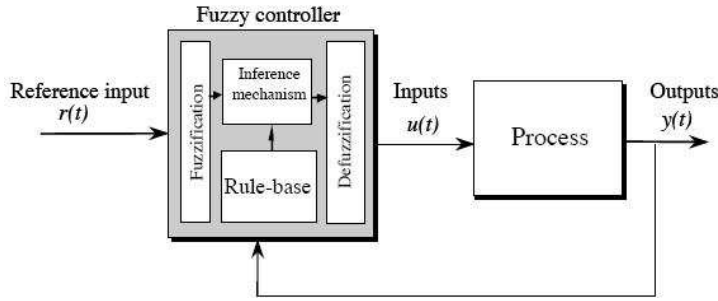 Fuzzy controller
Reference input
r(t)
Fuzzification
Inference
mechanism
Rule-base
Defuzzification
Inputs
u(t)
Process
Outputs
y(t)